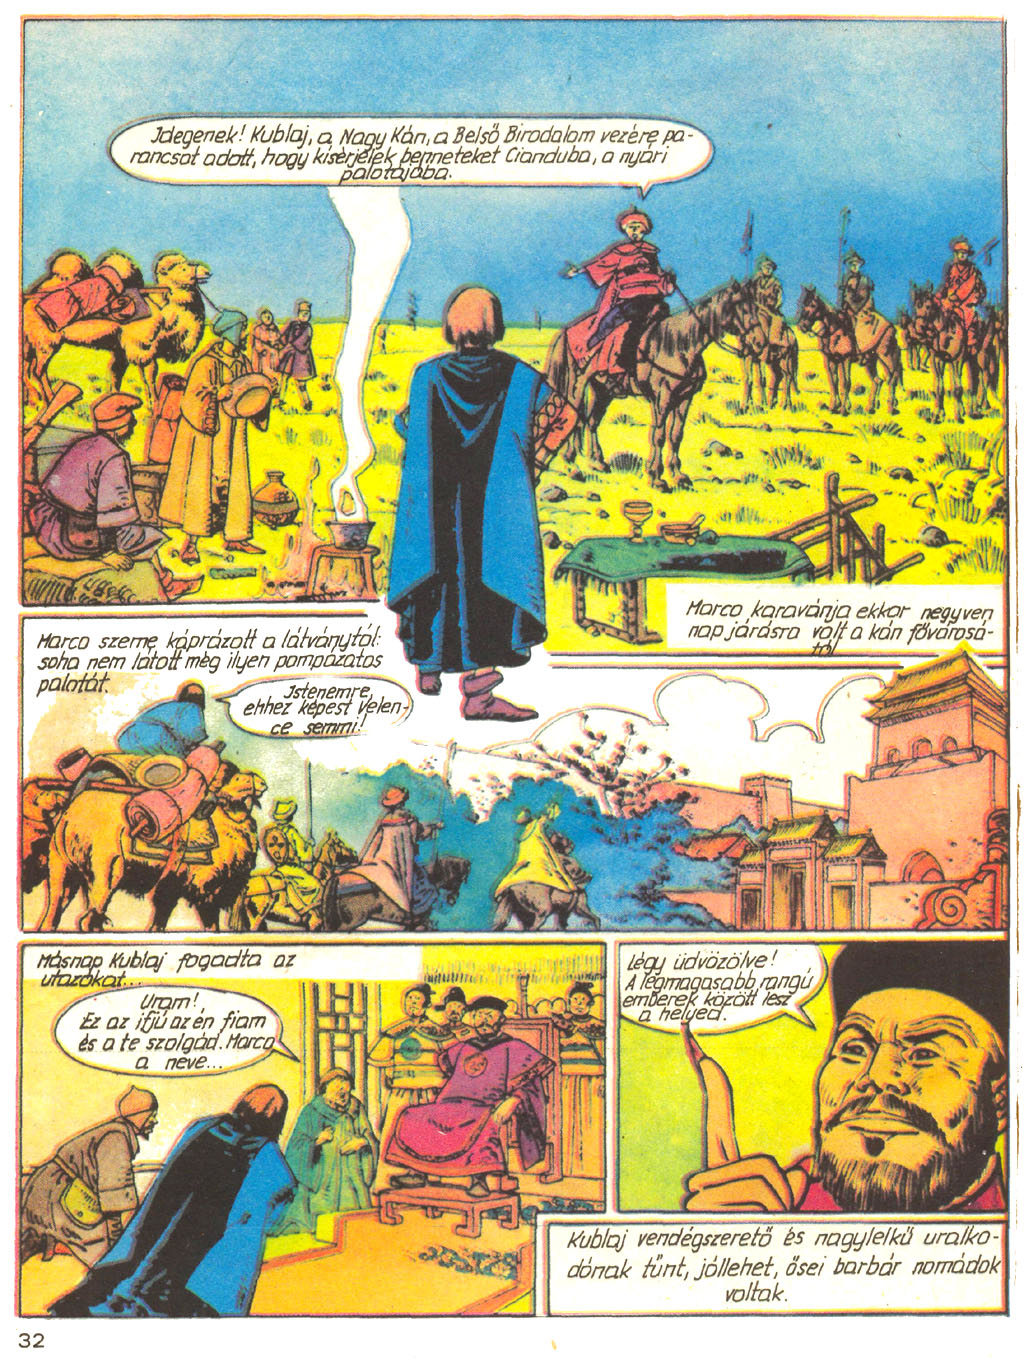 Idegenek! Kublaj, a Nagy Kán, a Belső Birodalom vezére pa-
rancsot adott, hogy kísérjelek benneteket Cianduba, a nyári
palotájába.
Marco karavánja ekkor negyven
nap járásra volt a kán fővárosá-
tól
Marco szeme káprázott a látványtól:
soha nem látott még ilyen pompázatos
palotát.
Istenemre,
ehhez képest Velen-
ce semmi!
Másnap Kublaj fogadta az
utazókat...
Uram!
Ez az ifjú az én fiam
és a te szolgád. Marco
a neve...
Légy üdvözölve!
A legmagasabb rangú
emberek között lesz
a helyed.
Kublaj vendégszerető és nagylelkű uralko-
dónak tűnt, jóllehet, ősei barbár nomádok
voltak.
32